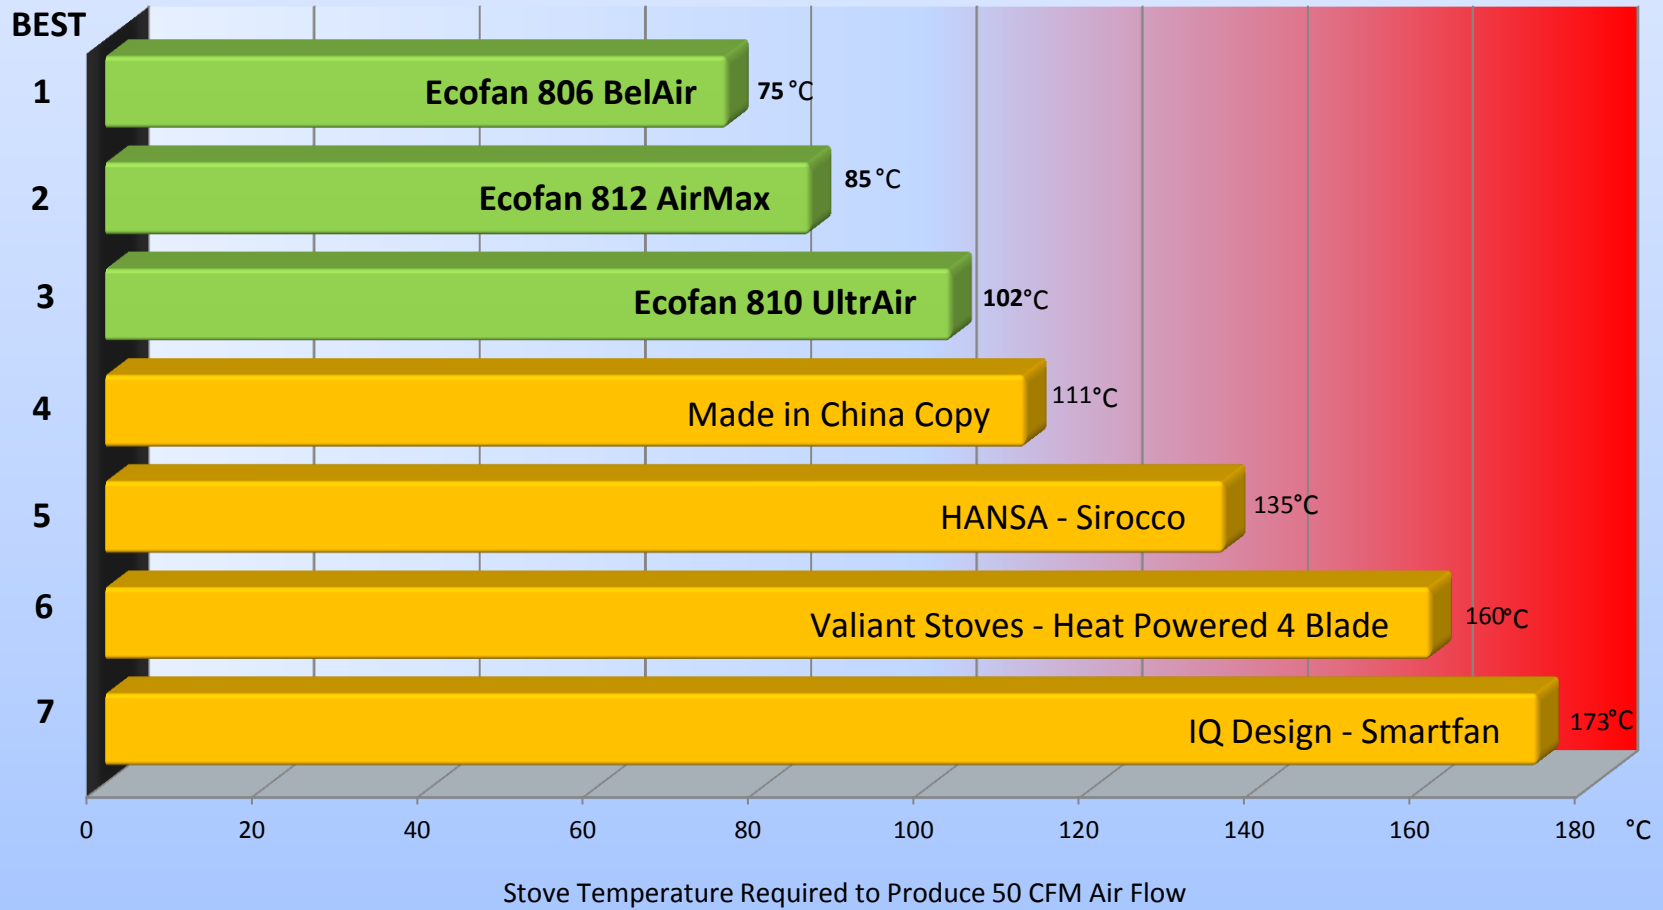 BEST
1 Ecofan 806 BelAir 75 °C
2 Ecofan 812 AirMax 85 °C
3 Ecofan 810 UltrAir 102°C
4 Made in China Copy 111°C
5 HANSA - Sirocco 135°C
6 Valiant Stoves - Heat Powered 4 Blade 160°C
7 IQ Design - Smartfan 173°C
0 20 40 60 80 100 120 140 160 180 °C
Stove Temperature Required to Produce 50 CFM Air Flow